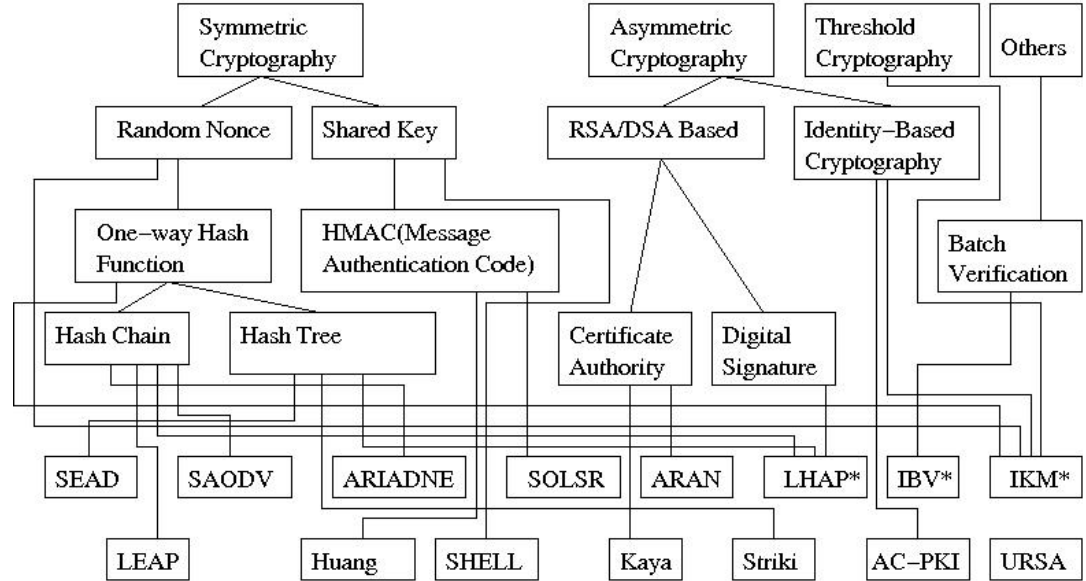 Symmetric
Cryptography
Asymmetric
Cryptography
Threshold
Cryptography
Others
Random Nonce
Shared Key
RSA/DSA Based
Identity-Based
Cryptography
One-way Hash
Function
HMAC(Message
Authentication Code)
Batch
Verification
Hash Chain
Hash Tree
Certificate
Authority
Digital
Signature
SEAD
SAODV
ARIADNE
SOLSR
ARAN
LHAP*
IBV*
IKM*
LEAP
Huang
SHELL
Kaya
Striki
AC-PKI
URSA